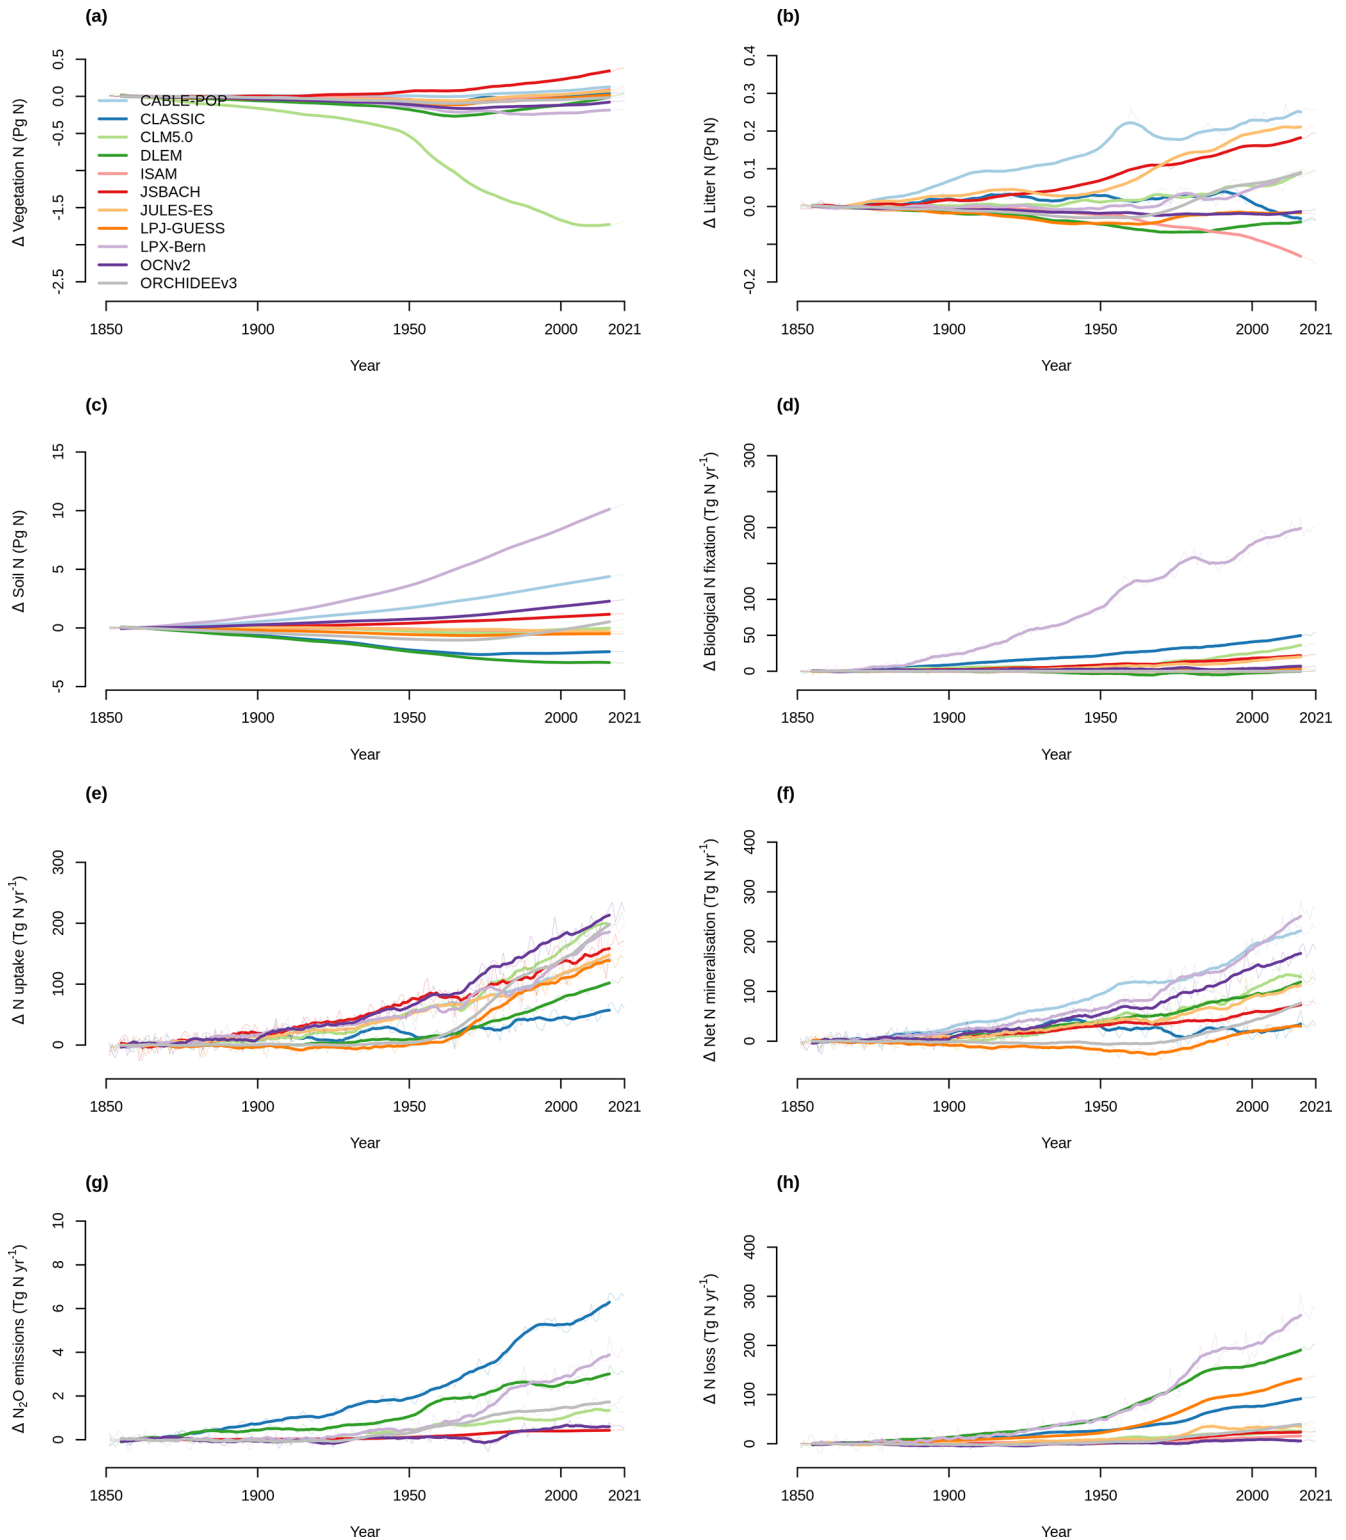 (a)
Δ Vegetation N (Pg N)
0.5
0.0
-0.5
-1.5
-2.5
CABLE-POP
CLASSIC
CLM5.0
DLEM
ISAM
JSBACH
JULES-ES
LPJ-GUESS
LPX-Bern
OCNv2
ORCHIDEEv3
1850 1900 1950 2000 2021
Year
(b)
Δ Litter N (Pg N)
0.4
0.3
0.2
0.1
0.0
-0.2
1850 1900 1950 2000 2021
Year
(c)
Δ Soil N (Pg N)
15
10
5
0
-5
1850 1900 1950 2000 2021
Year
(d)
Δ Biological N fixation (Tg N yr⁻¹)
300
200
100
50
0
1850 1900 1950 2000 2021
Year
(e)
Δ N uptake (Tg N yr⁻¹)
300
200
100
0
1850 1900 1950 2000 2021
Year
(f)
Δ Net N mineralisation (Tg N yr⁻¹)
400
300
200
100
0
1850 1900 1950 2000 2021
Year
(g)
Δ N₂O emissions (Tg N yr⁻¹)
10
8
6
4
2
0
1850 1900 1950 2000 2021
Year
(h)
Δ N loss (Tg N yr⁻¹)
400
300
200
100
0
1850 1900 1950 2000 2021
Year